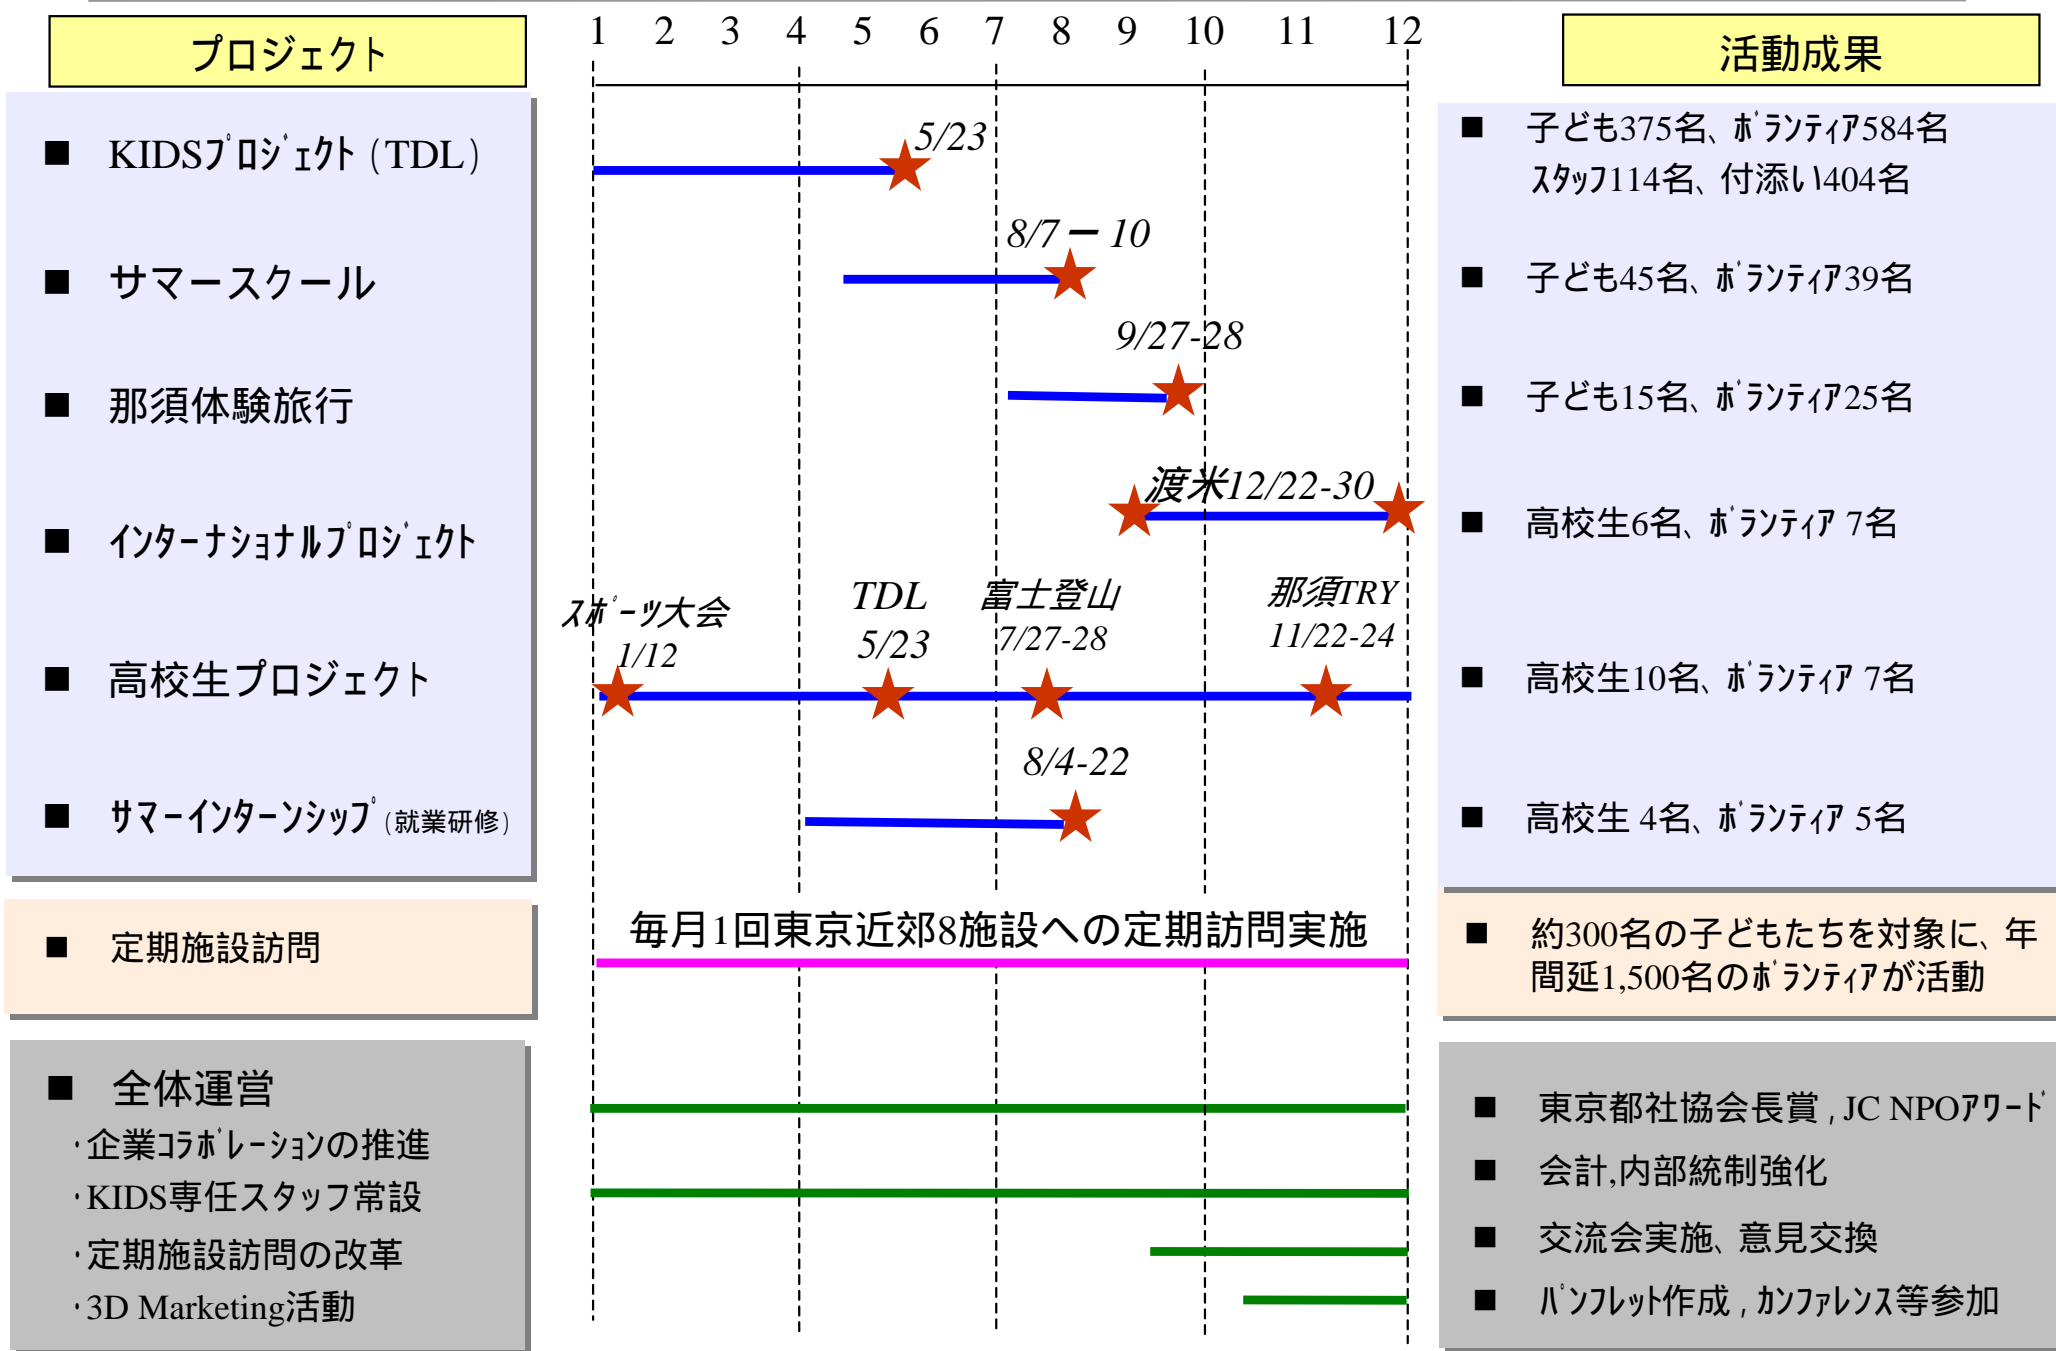 プロジェクト
1 2 3 4 5 6 7 8 9 10 11 12
活動成果
■ KIDSﾌﾟﾛｼﾞｪｸﾄ（TDL）
5/23
■ 子ども375名、ﾎﾞﾗﾝﾃｨｱ584名
ｽﾀｯﾌ114名、付添い404名
■ サマースクール
8/7ー10
■ 子ども45名、ﾎﾞﾗﾝﾃｨｱ39名
■ 那須体験旅行
9/27-28
■ 子ども15名、ﾎﾞﾗﾝﾃｨｱ25名
■ ｲﾝﾀｰﾅｼｮﾅﾙﾌﾟﾛｼﾞｪｸﾄ
渡米12/22-30
■ 高校生6名、ﾎﾞﾗﾝﾃｨｱ 7名
■ 高校生プロジェクト
ｽﾎﾟｰﾂ大会
1/12
TDL
5/23
富士登山
7/27-28
那須TRY
11/22-24
■ 高校生10名、ﾎﾞﾗﾝﾃｨｱ 7名
■ ｻﾏｰｲﾝﾀｰﾝｼｯﾌﾟ（就業研修）
8/4-22
■ 高校生 4名、ﾎﾞﾗﾝﾃｨｱ 5名
■ 定期施設訪問
毎月1回東京近郊8施設への定期訪問実施
■ 約300名の子どもたちを対象に、年
間延1,500名のﾎﾞﾗﾝﾃｨｱが活動
■ 全体運営
・企業ｺﾗﾎﾞﾚｰｼｮﾝの推進
・KIDS専任スタッフ常設
・定期施設訪問の改革
・3D Marketing活動
■ 東京都社協会長賞，JC NPOｱﾜｰﾄﾞ
■ 会計,内部統制強化
■ 交流会実施、意見交換
■ ﾊﾟﾝﾌﾚｯﾄ作成，ｶﾝﾌｧﾚﾝｽ等参加